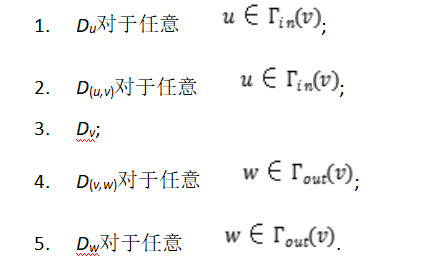 1. Du对于任意 u ∈ Γin(v);
2. D(u,v)对于任意 u ∈ Γin(v);
3. Dv;
4. D(v,w)对于任意 w ∈ Γout(v);
5. Dw对于任意 w ∈ Γout(v).